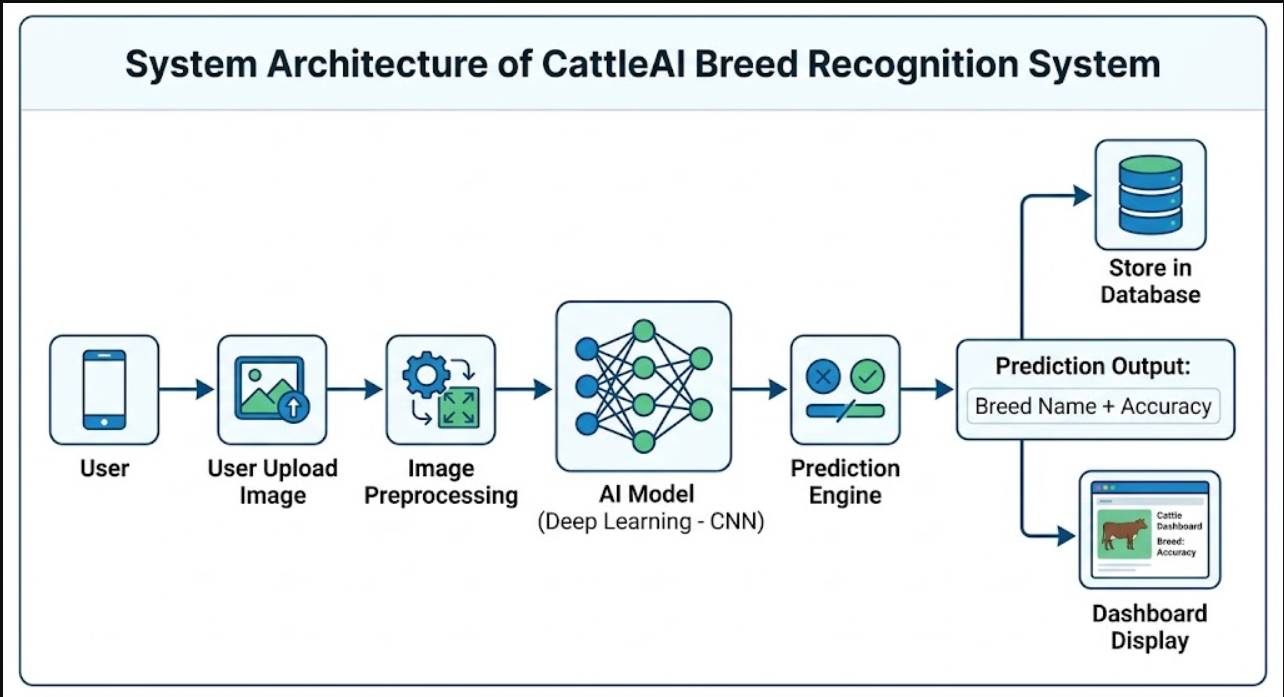 System Architecture of CattleAI Breed Recognition System
Store in
Database
Prediction Output:
Breed Name + Accuracy
User
User Upload
Image
Image
Preprocessing
AI Model
(Deep Learning - CNN)
Prediction
Engine
Cattle
Dashboard
Breed:
Accuracy
Dashboard
Display